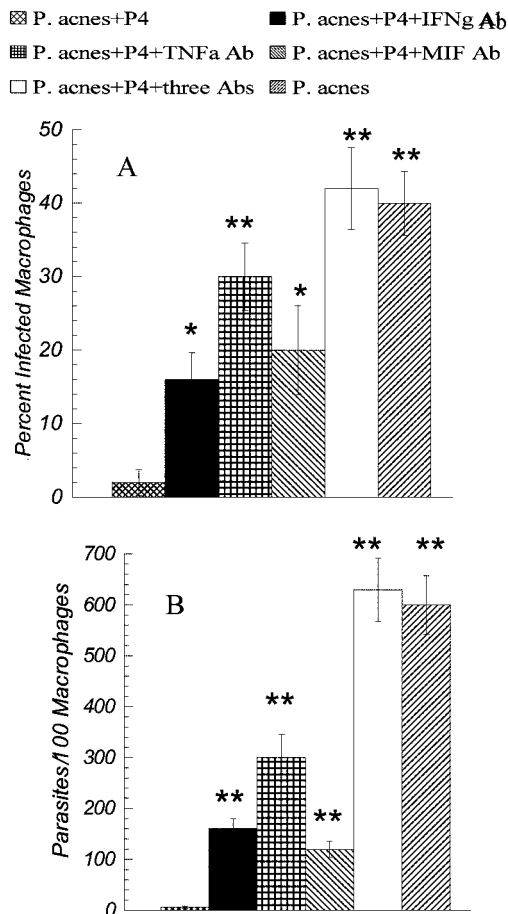 P. acnes+P4
P. acnes+P4+IFNg Ab
P. acnes+P4+TNFa Ab
P. acnes+P4+MIF Ab
P. acnes+P4+three Abs
P. acnes
A
Percent Infected Macrophages
50
40
30
20
10
0
*
**
*
**
**
B
Parasites/100 Macrophages
700
600
500
400
300
200
100
0
**
**
**
**
**